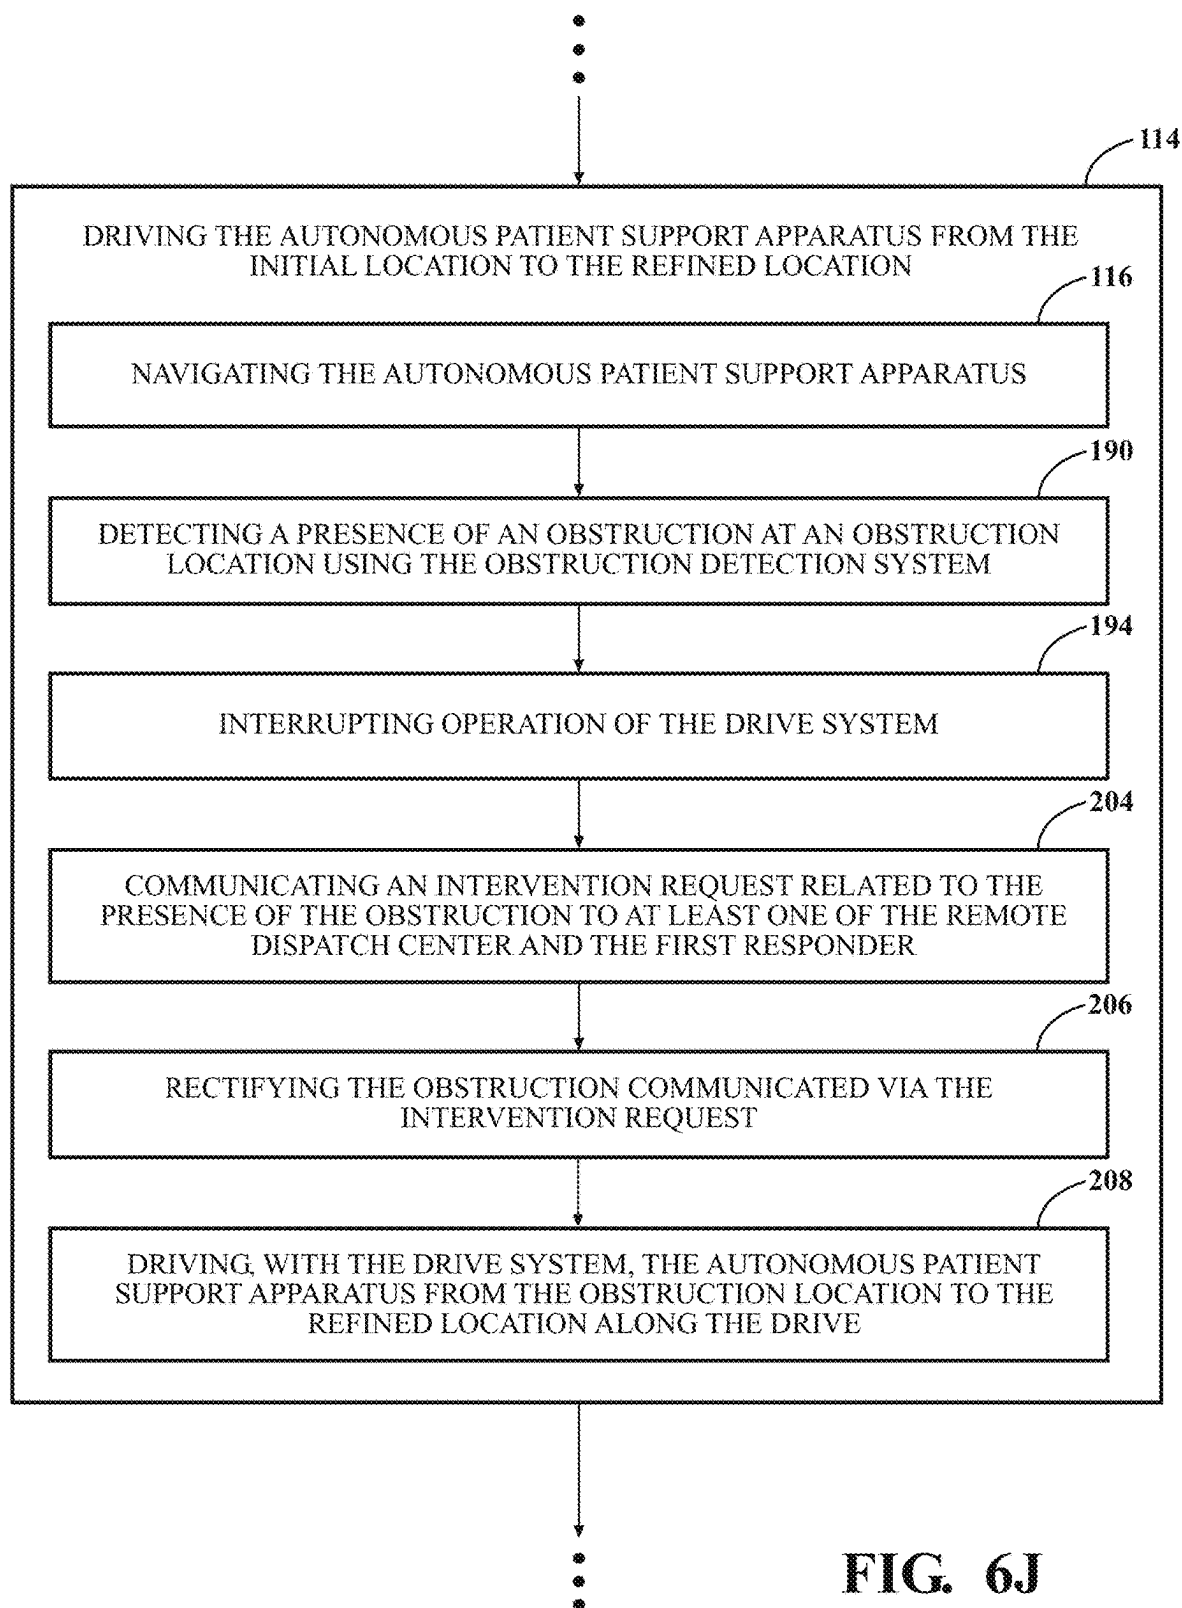 114
DRIVING THE AUTONOMOUS PATIENT SUPPORT APPARATUS FROM THE
INITIAL LOCATION TO THE REFINED LOCATION
116
NAVIGATING THE AUTONOMOUS PATIENT SUPPORT APPARATUS
190
DETECTING A PRESENCE OF AN OBSTRUCTION AT AN OBSTRUCTION
LOCATION USING THE OBSTRUCTION DETECTION SYSTEM
194
INTERRUPTING OPERATION OF THE DRIVE SYSTEM
204
COMMUNICATING AN INTERVENTION REQUEST RELATED TO THE
PRESENCE OF THE OBSTRUCTION TO AT LEAST ONE OF THE REMOTE
DISPATCH CENTER AND THE FIRST RESPONDER
206
RECTIFYING THE OBSTRUCTION COMMUNICATED VIA THE
INTERVENTION REQUEST
208
DRIVING, WITH THE DRIVE SYSTEM, THE AUTONOMOUS PATIENT
SUPPORT APPARATUS FROM THE OBSTRUCTION LOCATION TO THE
REFINED LOCATION ALONG THE DRIVE
FIG. 6J